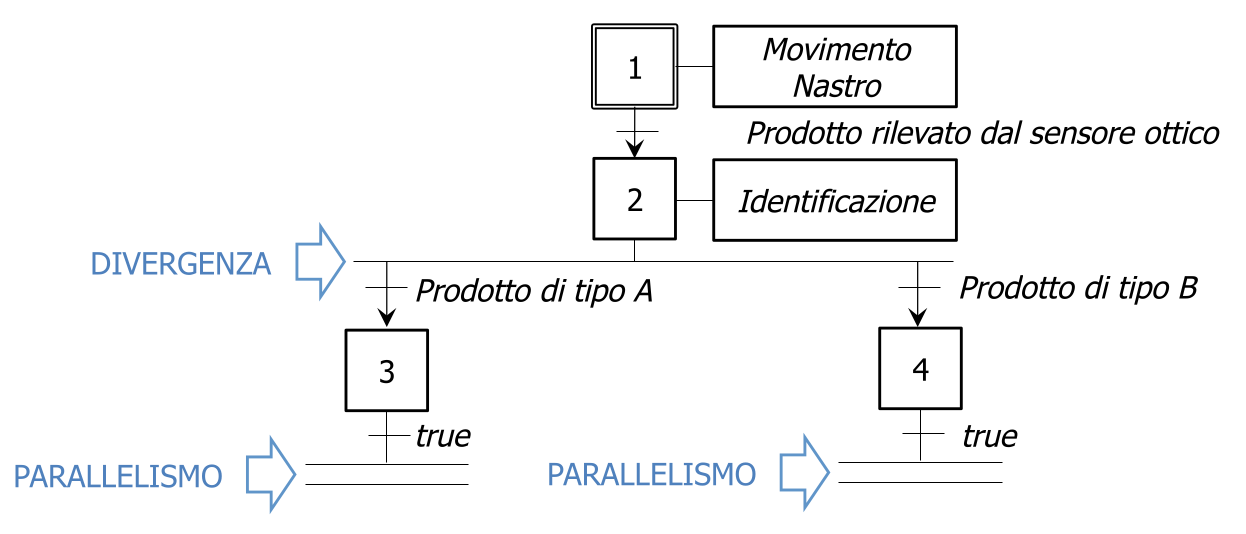 1
Movimento
Nastro
Prodotto rilevato dal sensore ottico
2
Identificazione
DIVERGENZA
Prodotto di tipo A
Prodotto di tipo B
3
4
true
true
PARALLELISMO
PARALLELISMO